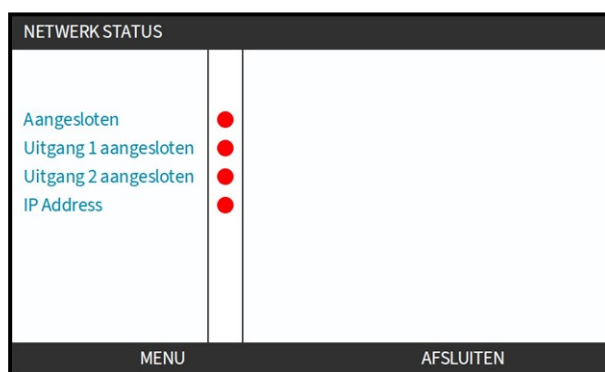 NETWERK STATUS
Aangesloten
Uitgang 1 aangesloten
Uitgang 2 aangesloten
IP Address
MENU AFSLUITEN